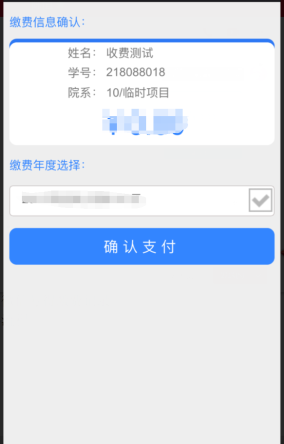 缴费信息确认:
姓名: 收费测试
学号: 218088018
院系: 10/临时项目
缴费年度选择:
确认支付